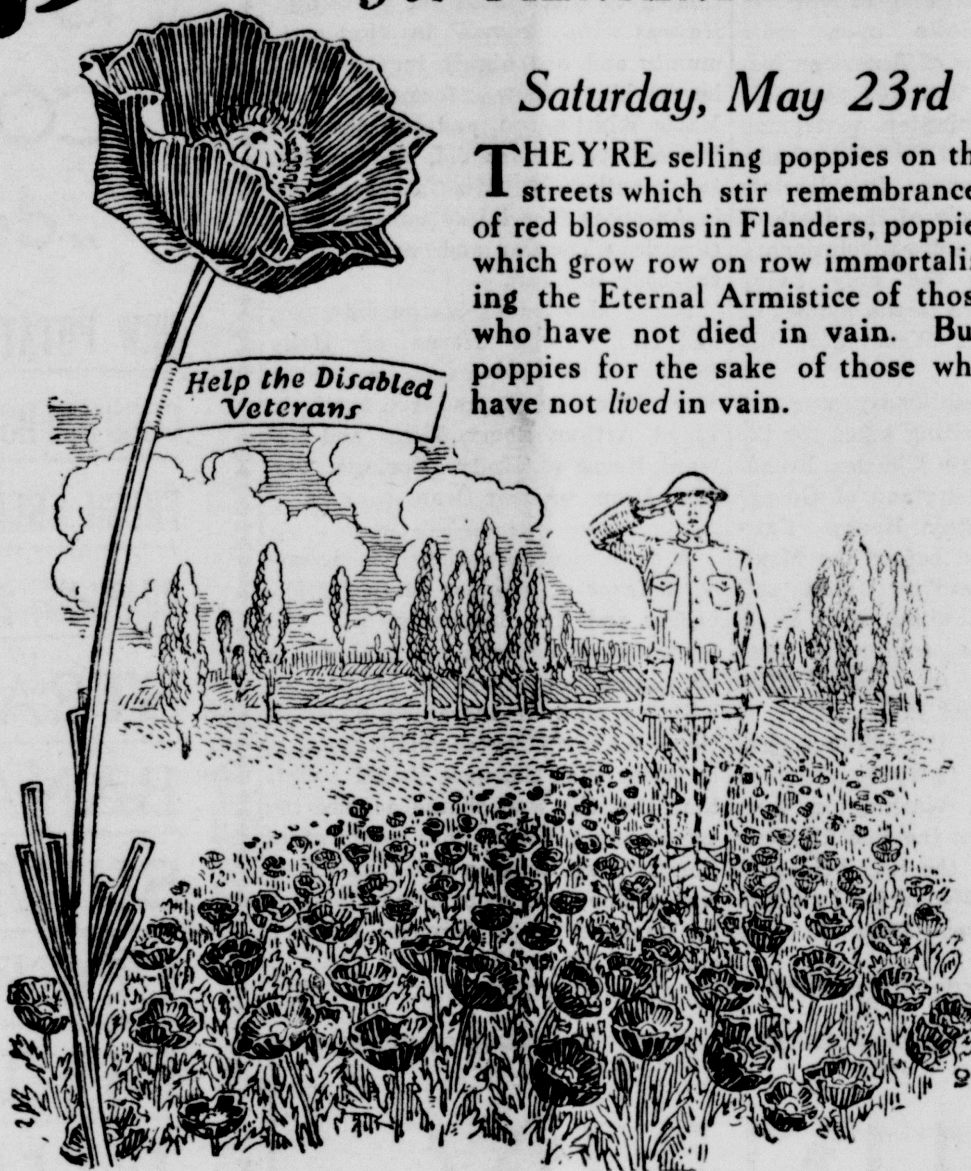 Saturday, May 23rd
THEY'RE selling poppies on th
streets which stir remembrance
of red blossoms in Flanders, poppie
which grow row on row immortali
ing the Eternal Armistice of thos
who have not died in vain. Bu
poppies for the sake of those wh
have not lived in vain.
Help the Disabled
Veterans